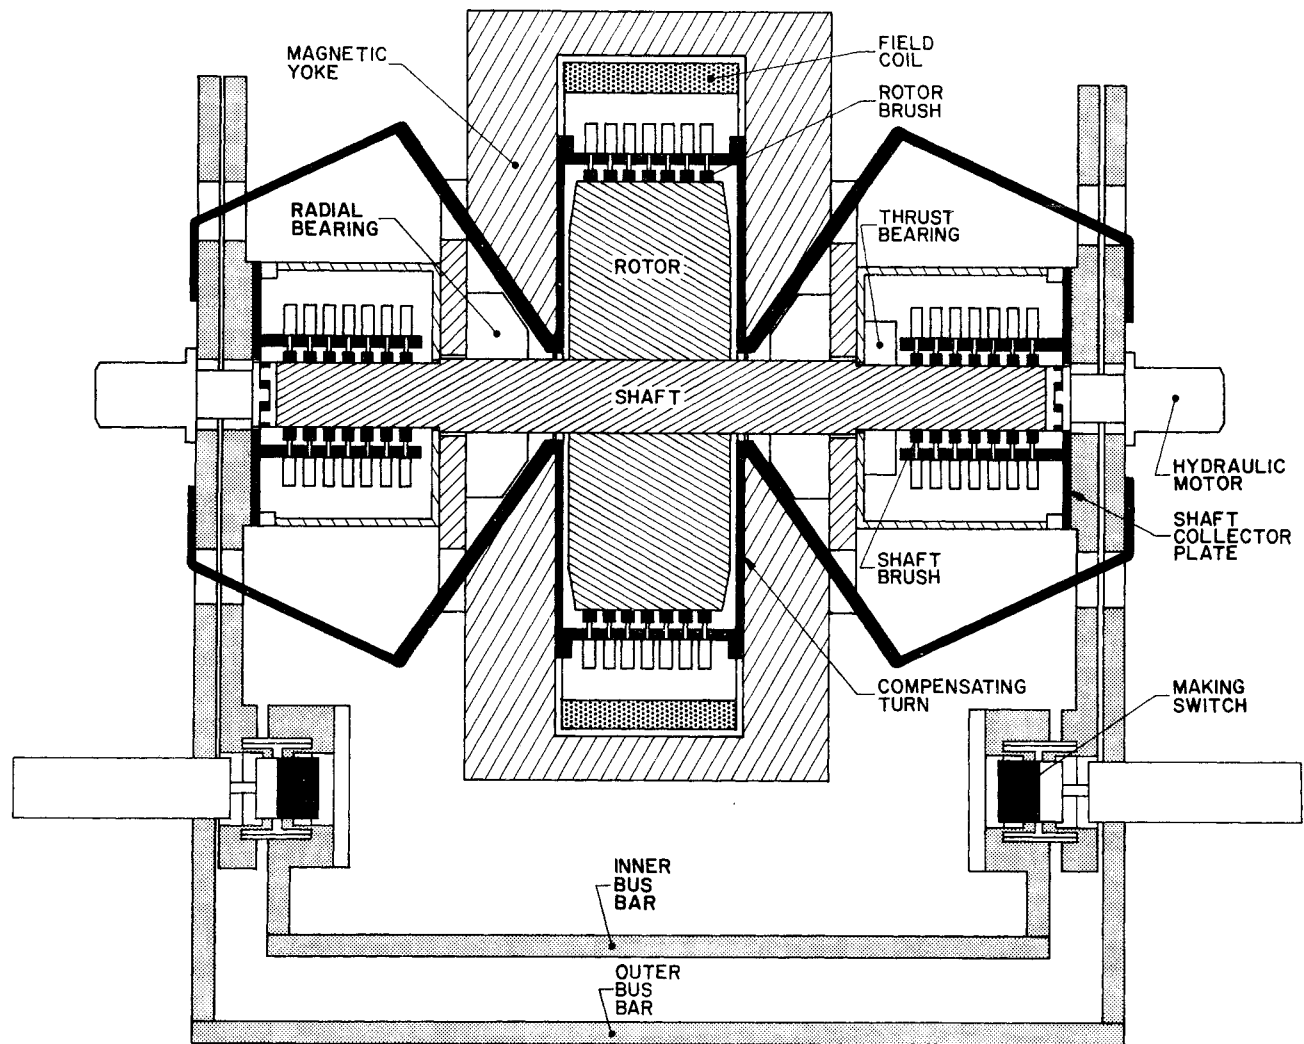 MAGNETIC
YOKE
FIELD
COIL
ROTOR
BRUSH
RADIAL
BEARING
THRUST
BEARING
ROTOR
SHAFT
HYDRAULIC
MOTOR
SHAFT
COLLECTOR
PLATE
SHAFT
BRUSH
COMPENSATING
TURN
MAKING
SWITCH
INNER
BUS
BAR
OUTER
BUS
BAR